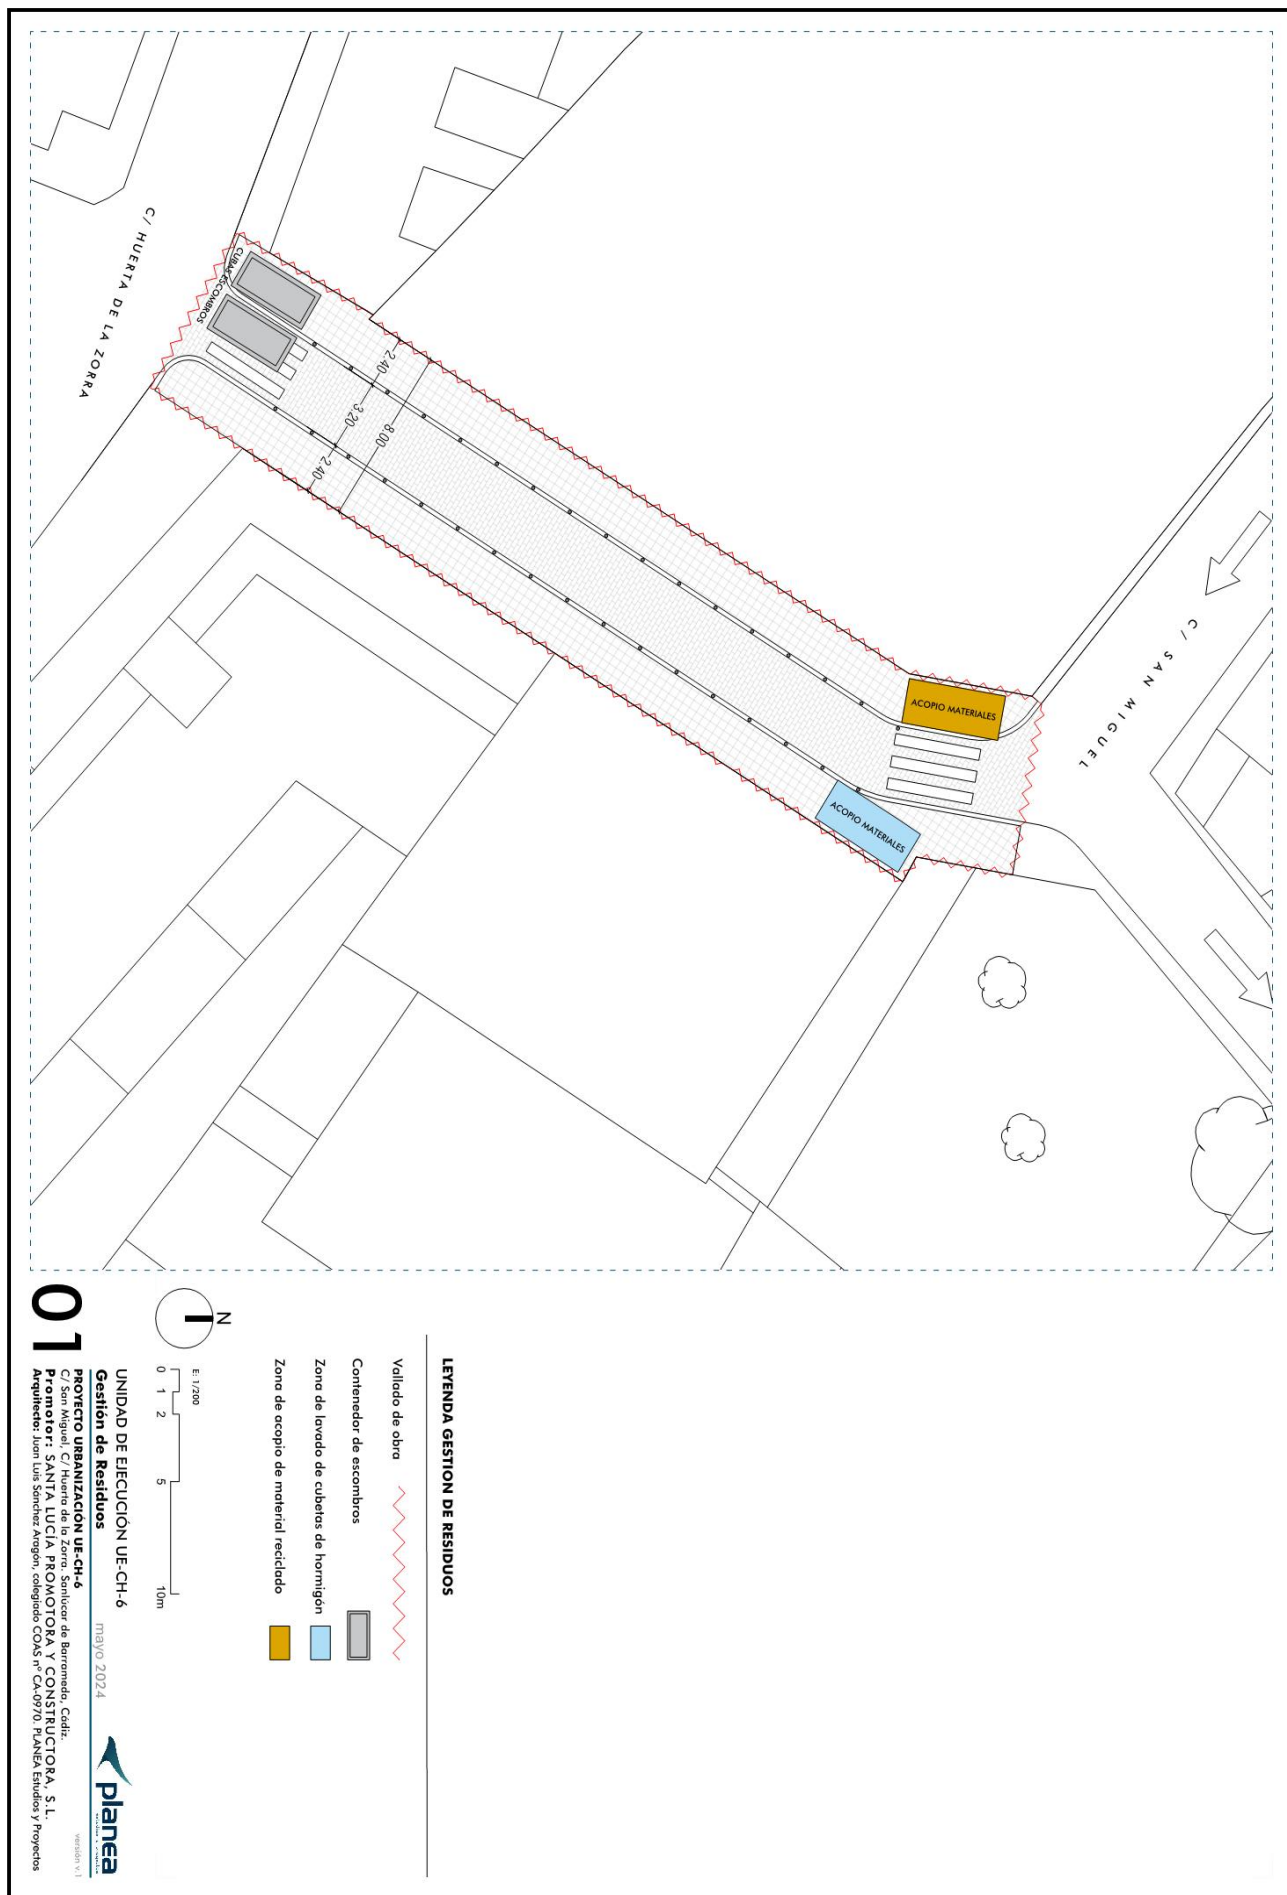 C/ HUERTA DE LA ZORRA
CUBAS ESCOMBROS
2.40
3.20
2.40
8.00
C/ SAN MIGUEL
ACOPIO MATERIALES
ACOPIO MATERIALES
LEYENDA GESTION DE RESIDUOS
Vallado de obra
Contenedor de escombros
Zona de lavado de cubetas de hormigón
Zona de acopio de material reciclado
N
E: 1/200
0 1 2 5 10m
01
UNIDAD DE EJECUCIÓN UE-CH-6
Gestión de Residuos
mayo 2024
PROYECTO URBANIZACIÓN UE-CH-6
C/ San Miguel, C/ Huerta de la Zorra. Sanlúcar de Barrameda, Cádiz.
Promotor: SANTA LUCÍA PROMOTORA Y CONSTRUCTORA, S.L.
Arquitecto: Juan Luis Sánchez Aragón, colegiado COAS nº CA-0970. PLANEA Estudios y Proyectos
planea
versión v.1